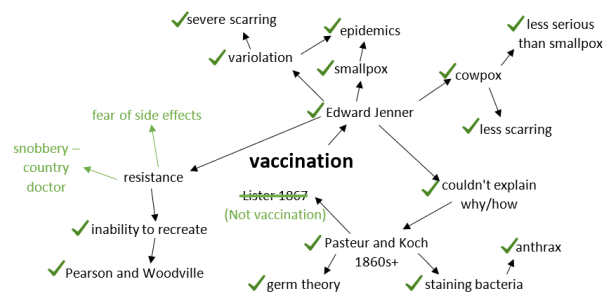 severe scarring
epidemics
less serious
than smallpox
variolation
smallpox
cowpox
Edward Jenner
fear of side effects
less scarring
snobbery –
country
doctor
vaccination
resistance
couldn't explain
why/how
Lister 1867
(Not vaccination)
inability to recreate
Pasteur and Koch
1860s+
anthrax
Pearson and Woodville
germ theory
staining bacteria